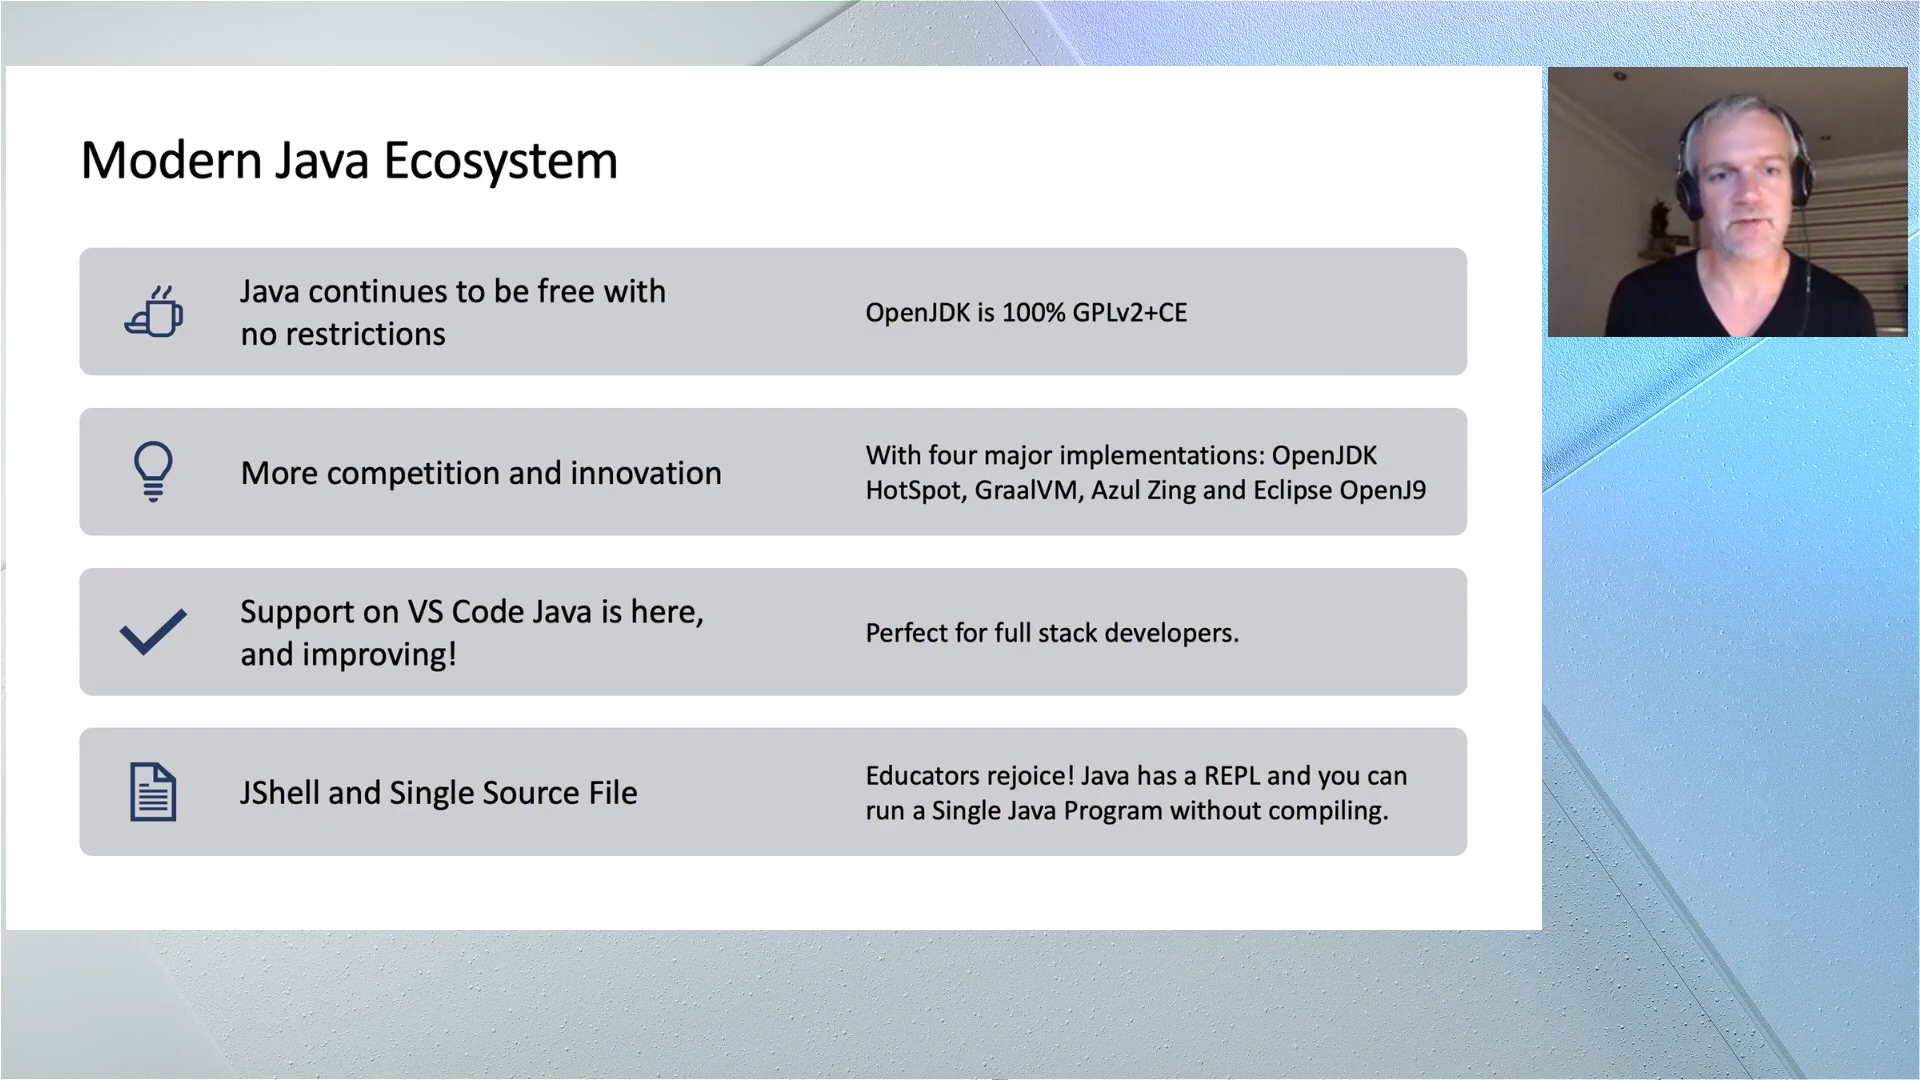 Modern Java Ecosystem
Java continues to be free with
no restrictions
OpenJDK is 100% GPLv2+CE
More competition and innovation
With four major implementations: OpenJDK
HotSpot, GraalVM, Azul Zing and Eclipse OpenJ9
Support on VS Code Java is here,
and improving!
Perfect for full stack developers.
JShell and Single Source File
Educators rejoice! Java has a REPL and you can
run a Single Java Program without compiling.